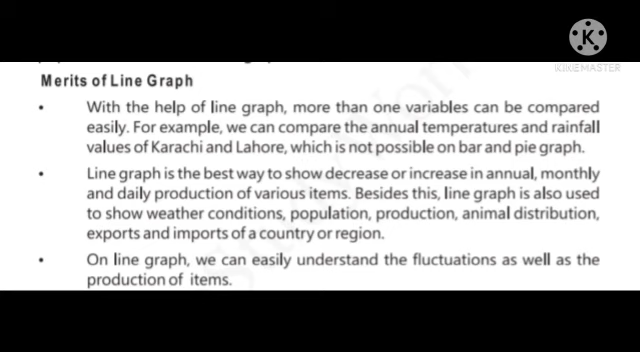 K
KINEMASTER
Merits of Line Graph
• With the help of line graph, more than one variables can be compared
easily. For example, we can compare the annual temperatures and rainfall
values of Karachi and Lahore, which is not possible on bar and pie graph.
• Line graph is the best way to show decrease or increase in annual, monthly
and daily production of various items. Besides this, line graph is also used
to show weather conditions, population, production, animal distribution,
exports and imports of a country or region.
• On line graph, we can easily understand the fluctuations as well as the
production of items.